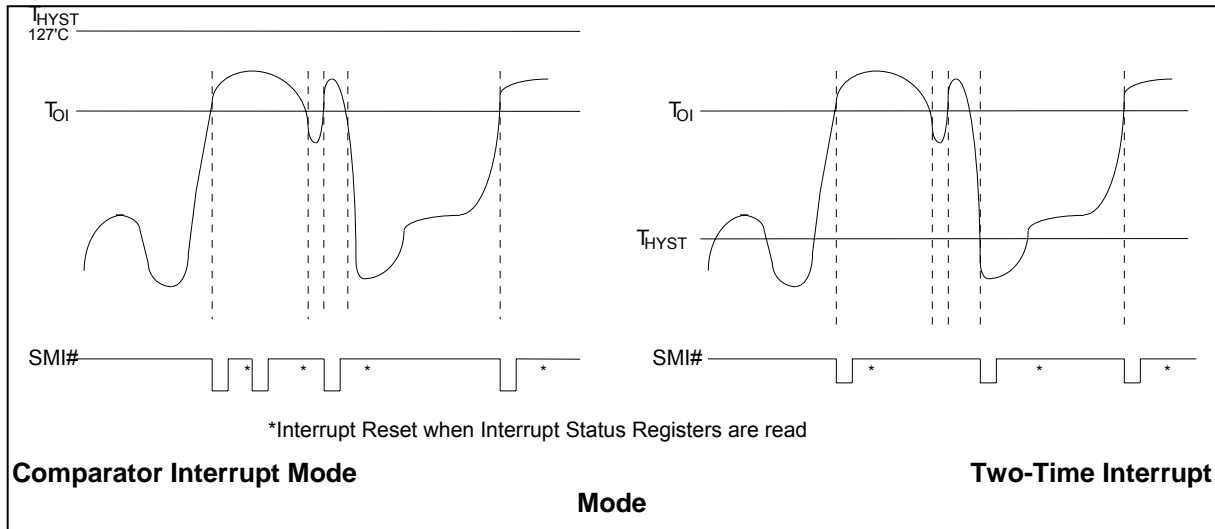 THYST
127'C
TOI
TOI
THYST
SMI#
* * *
*
SMI#
* * *
*Interrupt Reset when Interrupt Status Registers are read
Comparator Interrupt Mode
Two-Time Interrupt
Mode